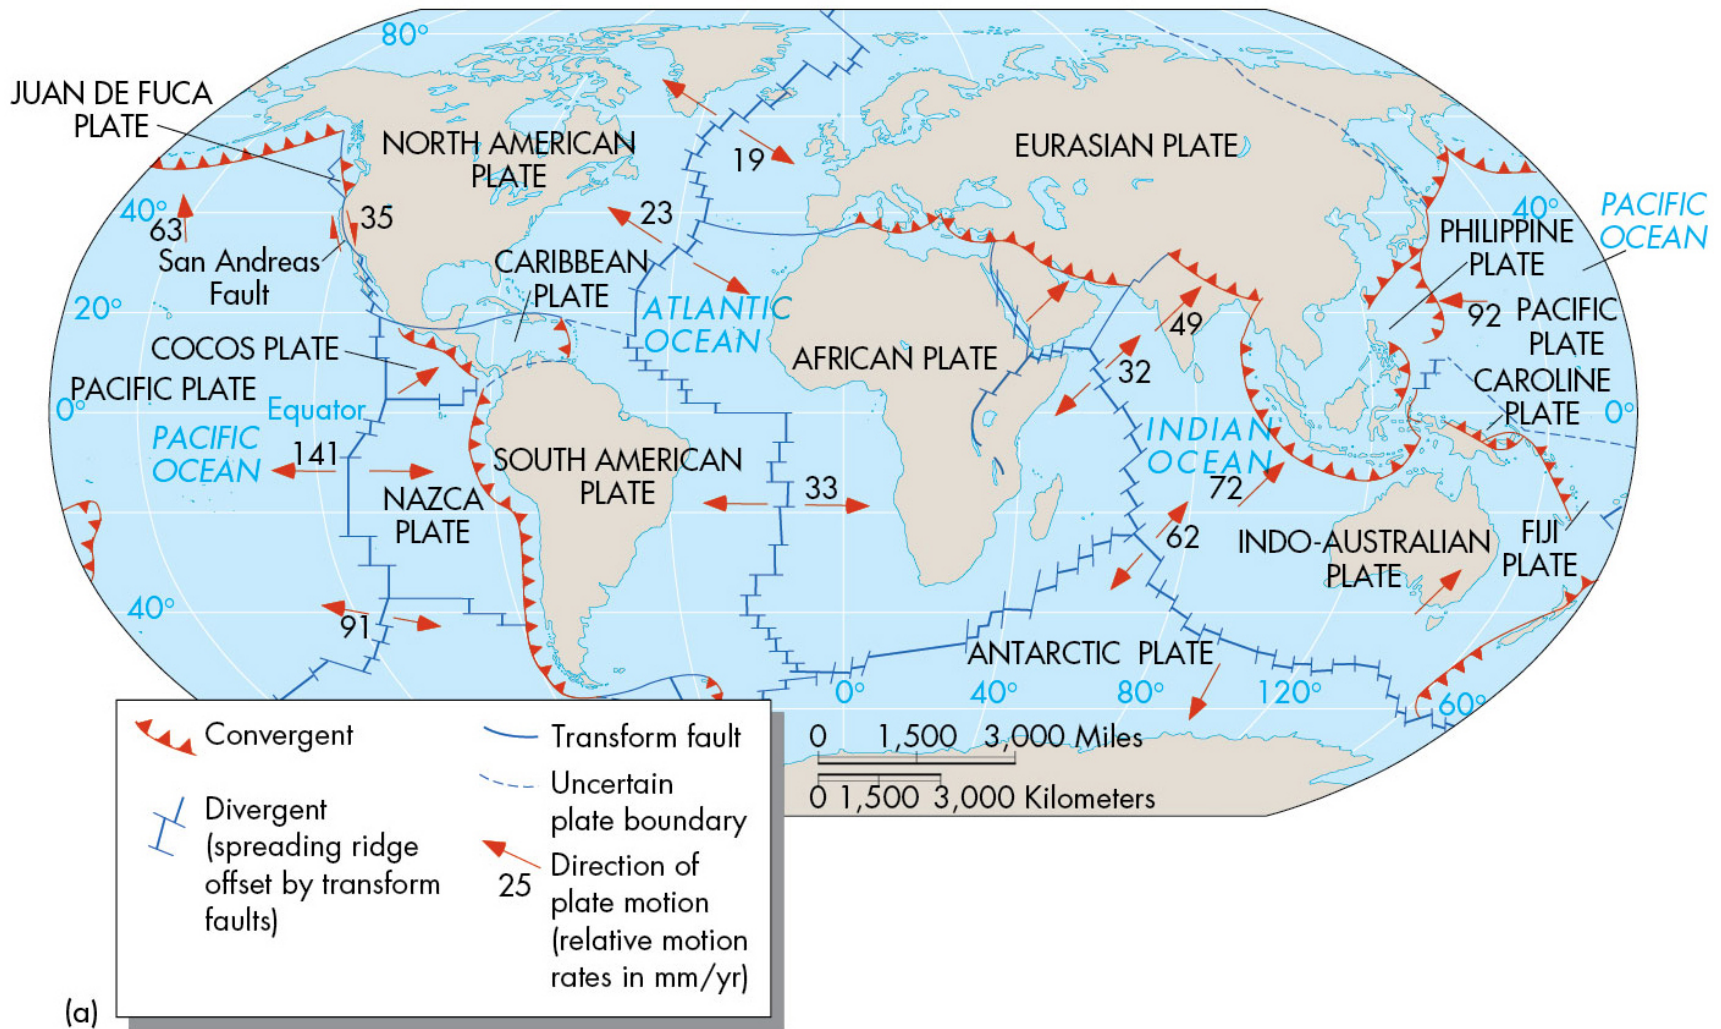 80°
JUAN DE FUCA
PLATE
NORTH AMERICAN
PLATE
19
EURASIAN PLATE
40°
63
35
San Andreas
Fault
23
CARIBBEAN
PLATE
ATLANTIC
OCEAN
40°
PACIFIC
OCEAN
PHILIPPINE
PLATE
20°
COCOS PLATE
PACIFIC PLATE
AFRICAN PLATE
49
32
92
PACIFIC
PLATE
CAROLINE
PLATE
0°
Equator
0°
PACIFIC
OCEAN
141
NAZCA
PLATE
SOUTH AMERICAN
PLATE
33
INDIAN
OCEAN
72
62
INDO-AUSTRALIAN
PLATE
FIJI
PLATE
40°
91
ANTARCTIC PLATE
0°
40°
80°
120°
60°
Convergent
Divergent
(spreading ridge
offset by transform
faults)
Transform fault
Uncertain
plate boundary
25
Direction of
plate motion
(relative motion
rates in mm/yr)
0 1,500 3,000 Miles
0 1,500 3,000 Kilometers
(a)